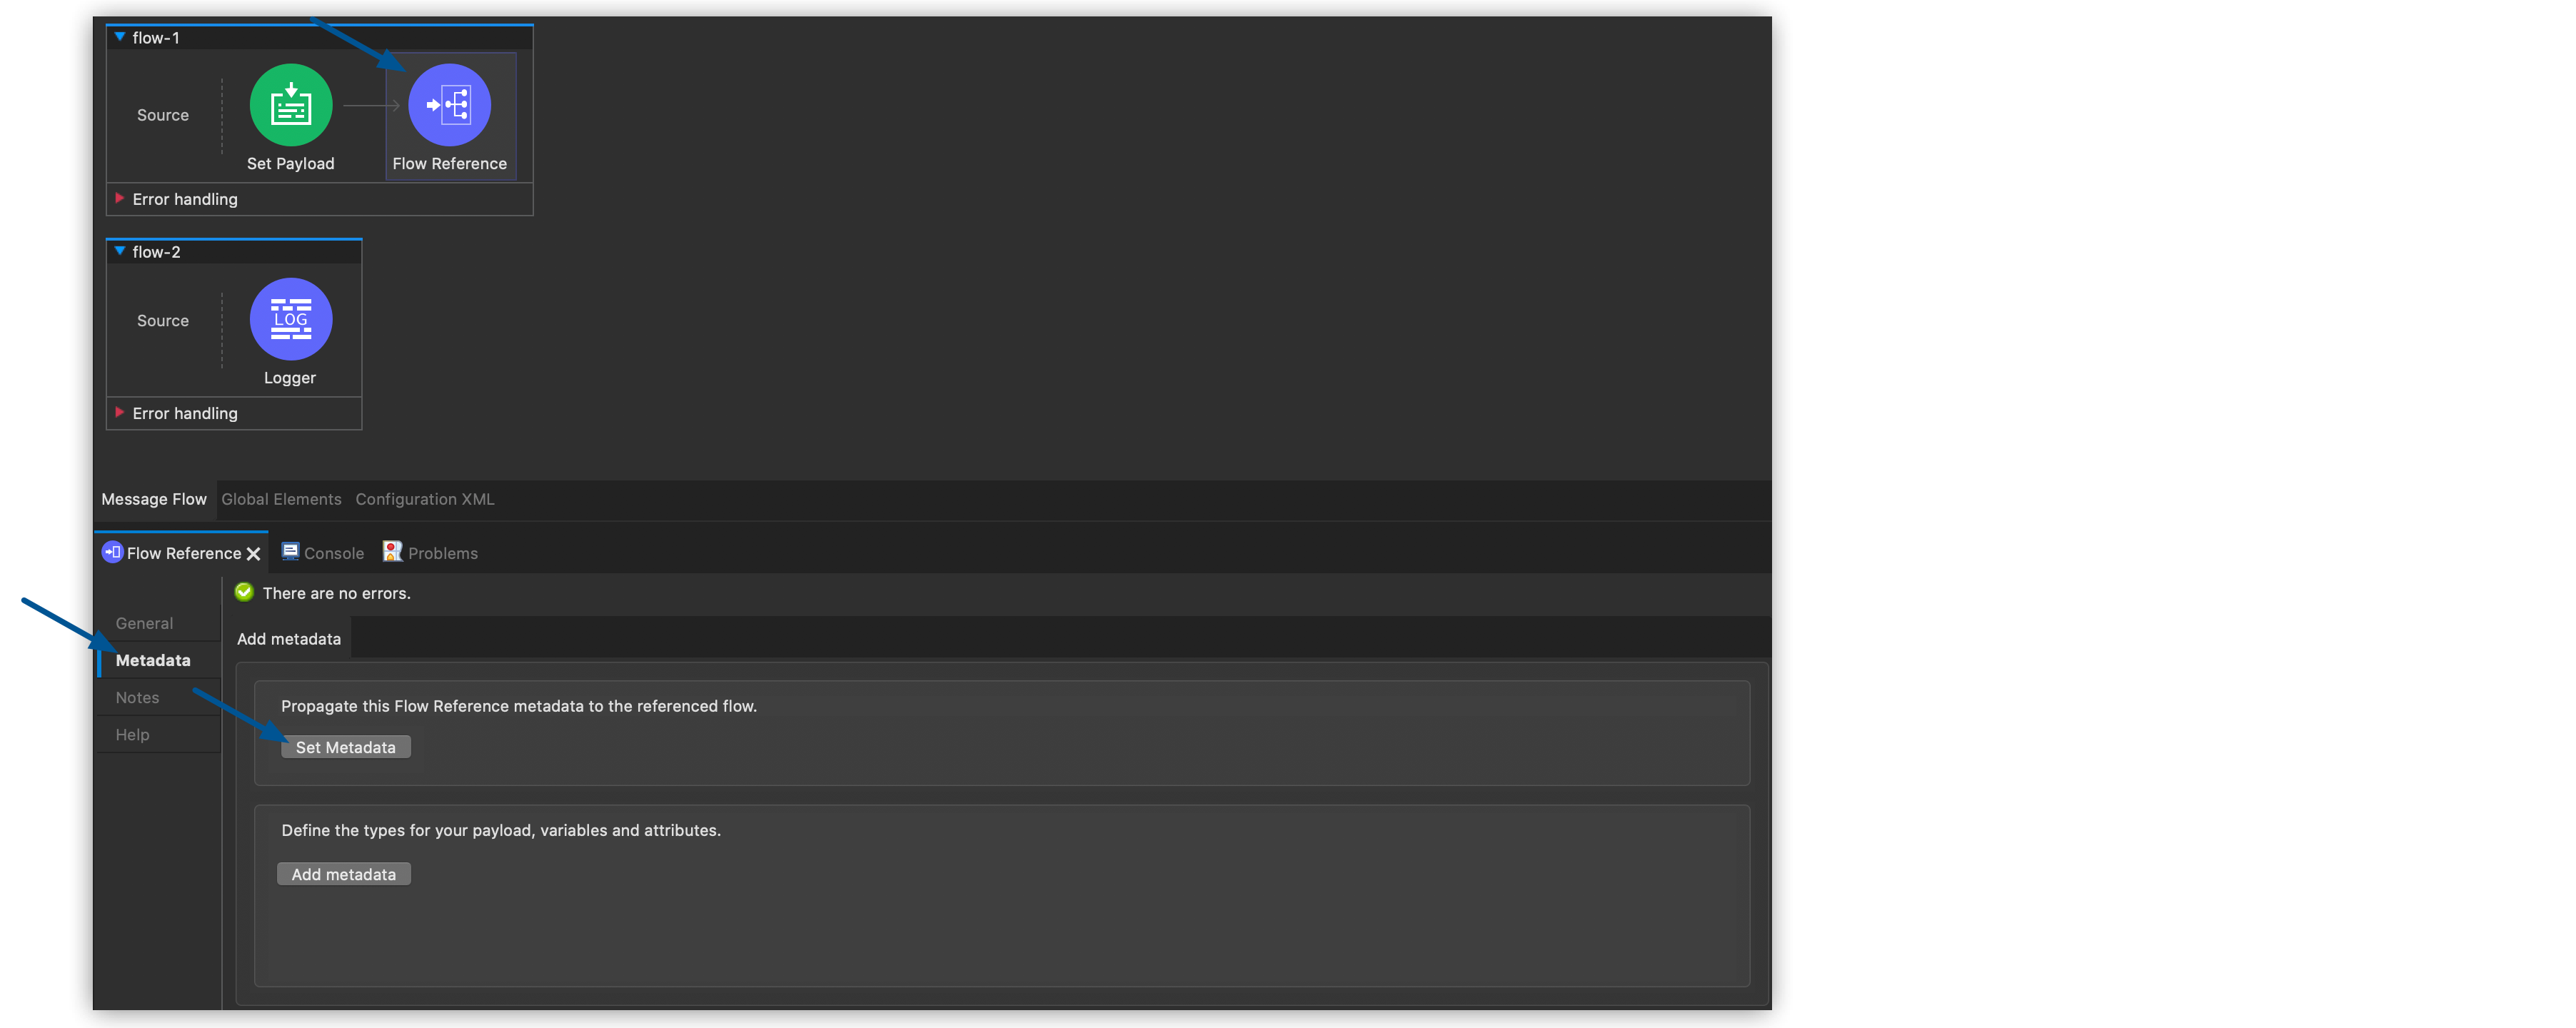 flow-1
Source
Set Payload
Flow Reference
Error handling
flow-2
Source
LOG
Logger
Error handling
Message Flow Global Elements Configuration XML
Flow Reference Console Problems
There are no errors.
General
Add metadata
Metadata
Notes
Propagate this Flow Reference metadata to the referenced flow.
Help
Set Metadata
Define the types for your payload, variables and attributes.
Add metadata